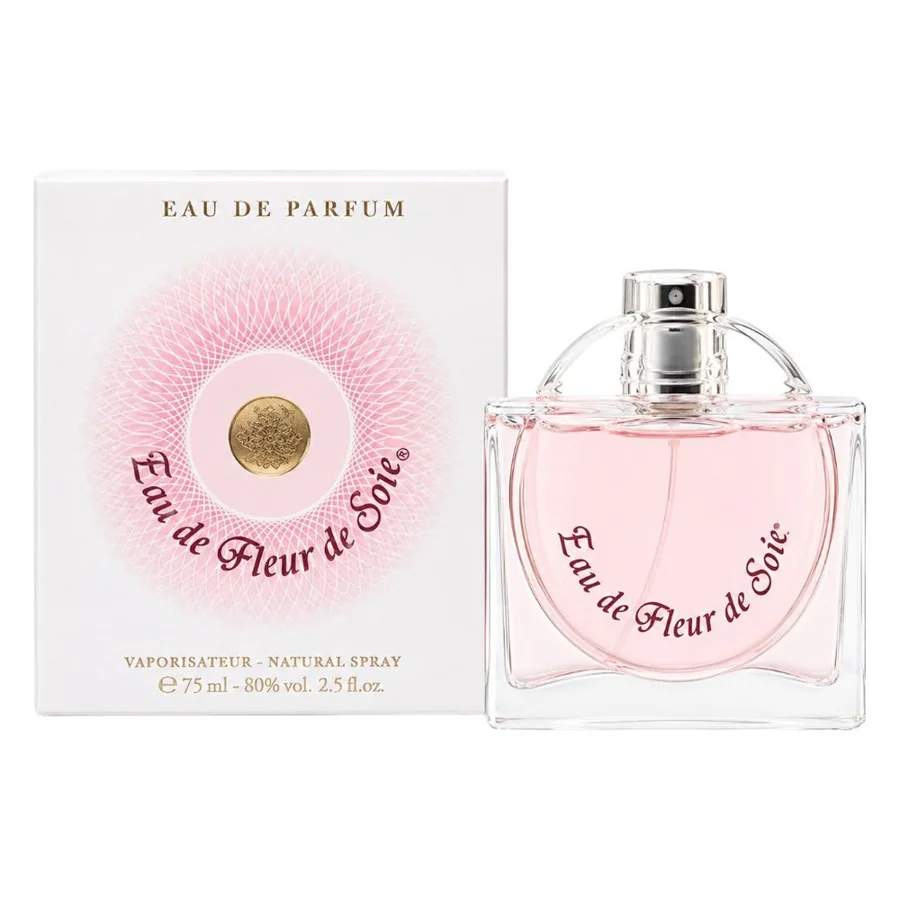 EAU DE PARFUM
Eau de Fleur de Soie®
VAPORISATEUR - NATURAL SPRAY
℮ 75 ml - 80% vol. 2.5 fl.oz.
Eau de Fleur de Soie®